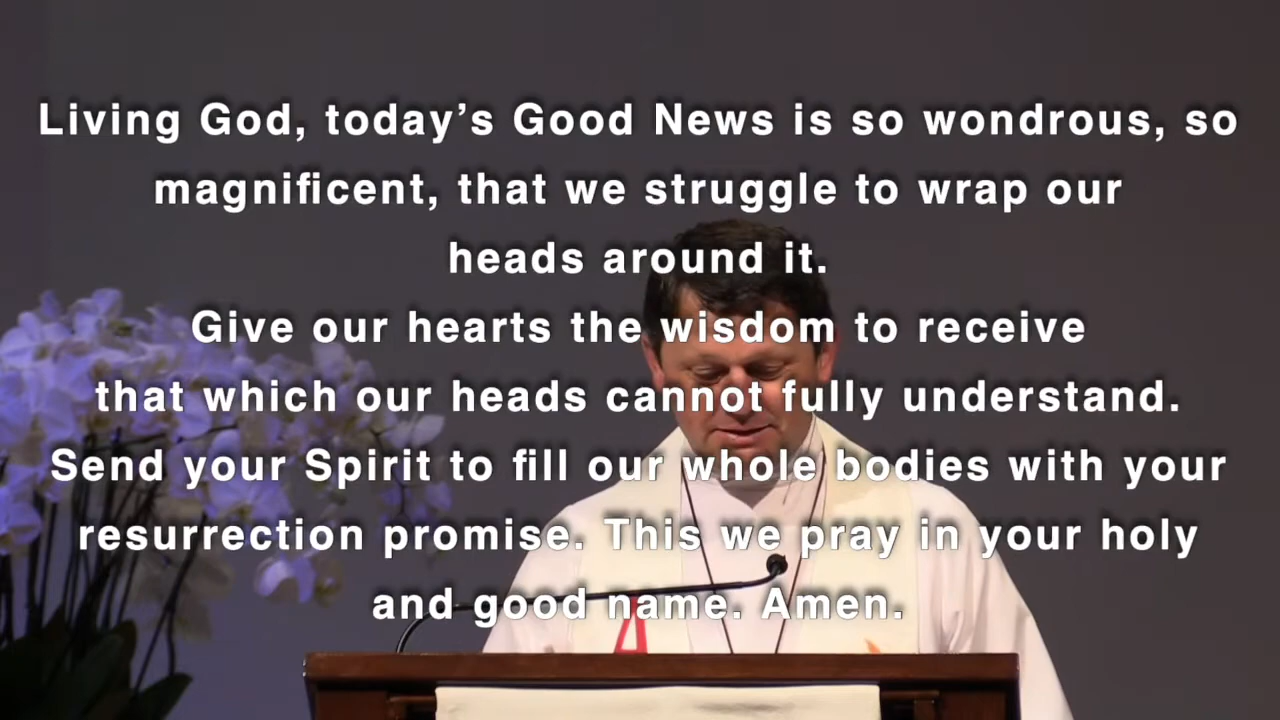 Living God, today’s Good News is so wondrous, so
magnificent, that we struggle to wrap our
heads around it.
Give our hearts the wisdom to receive
that which our heads cannot fully understand.
Send your Spirit to fill our whole bodies with your
resurrection promise. This we pray in your holy
and good name. Amen.